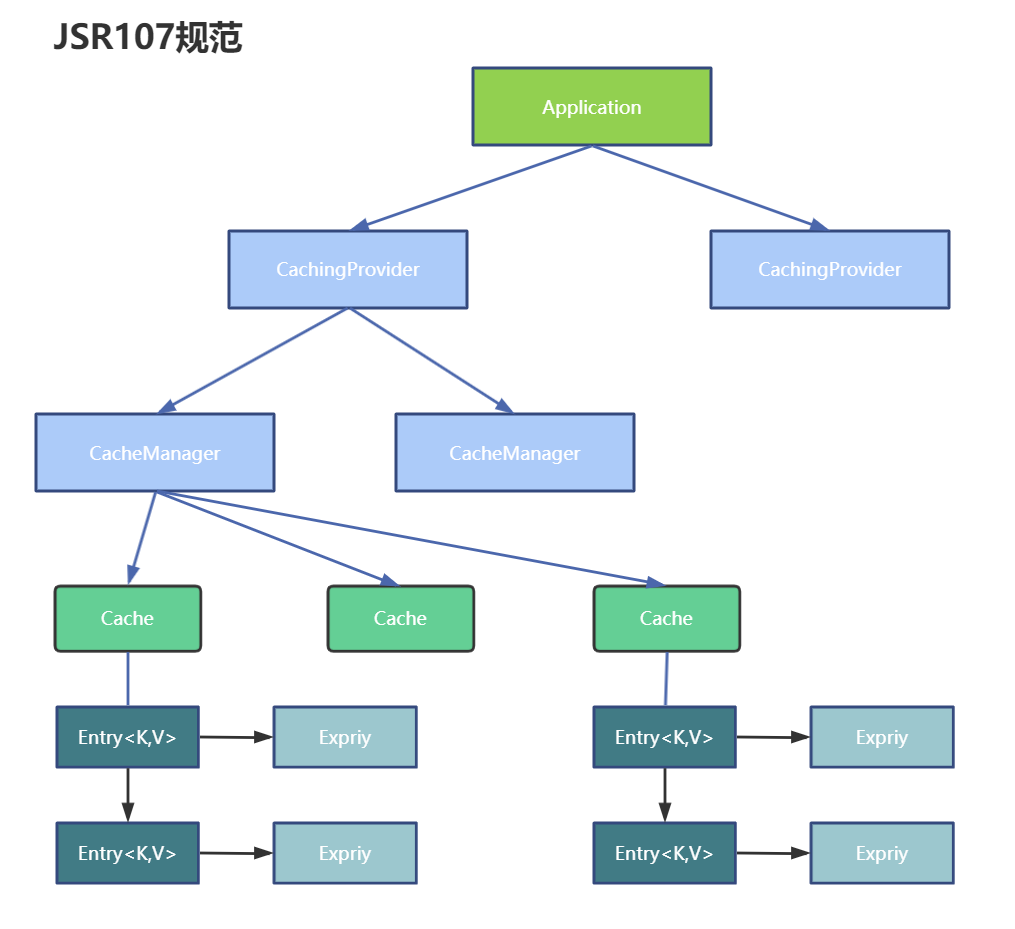 JSR107规范
Application
CachingProvider
CachingProvider
CacheManager
CacheManager
Cache
Cache
Cache
Entry<K,V>
Expriy
Entry<K,V>
Expriy
Entry<K,V>
Expriy
Entry<K,V>
Expriy